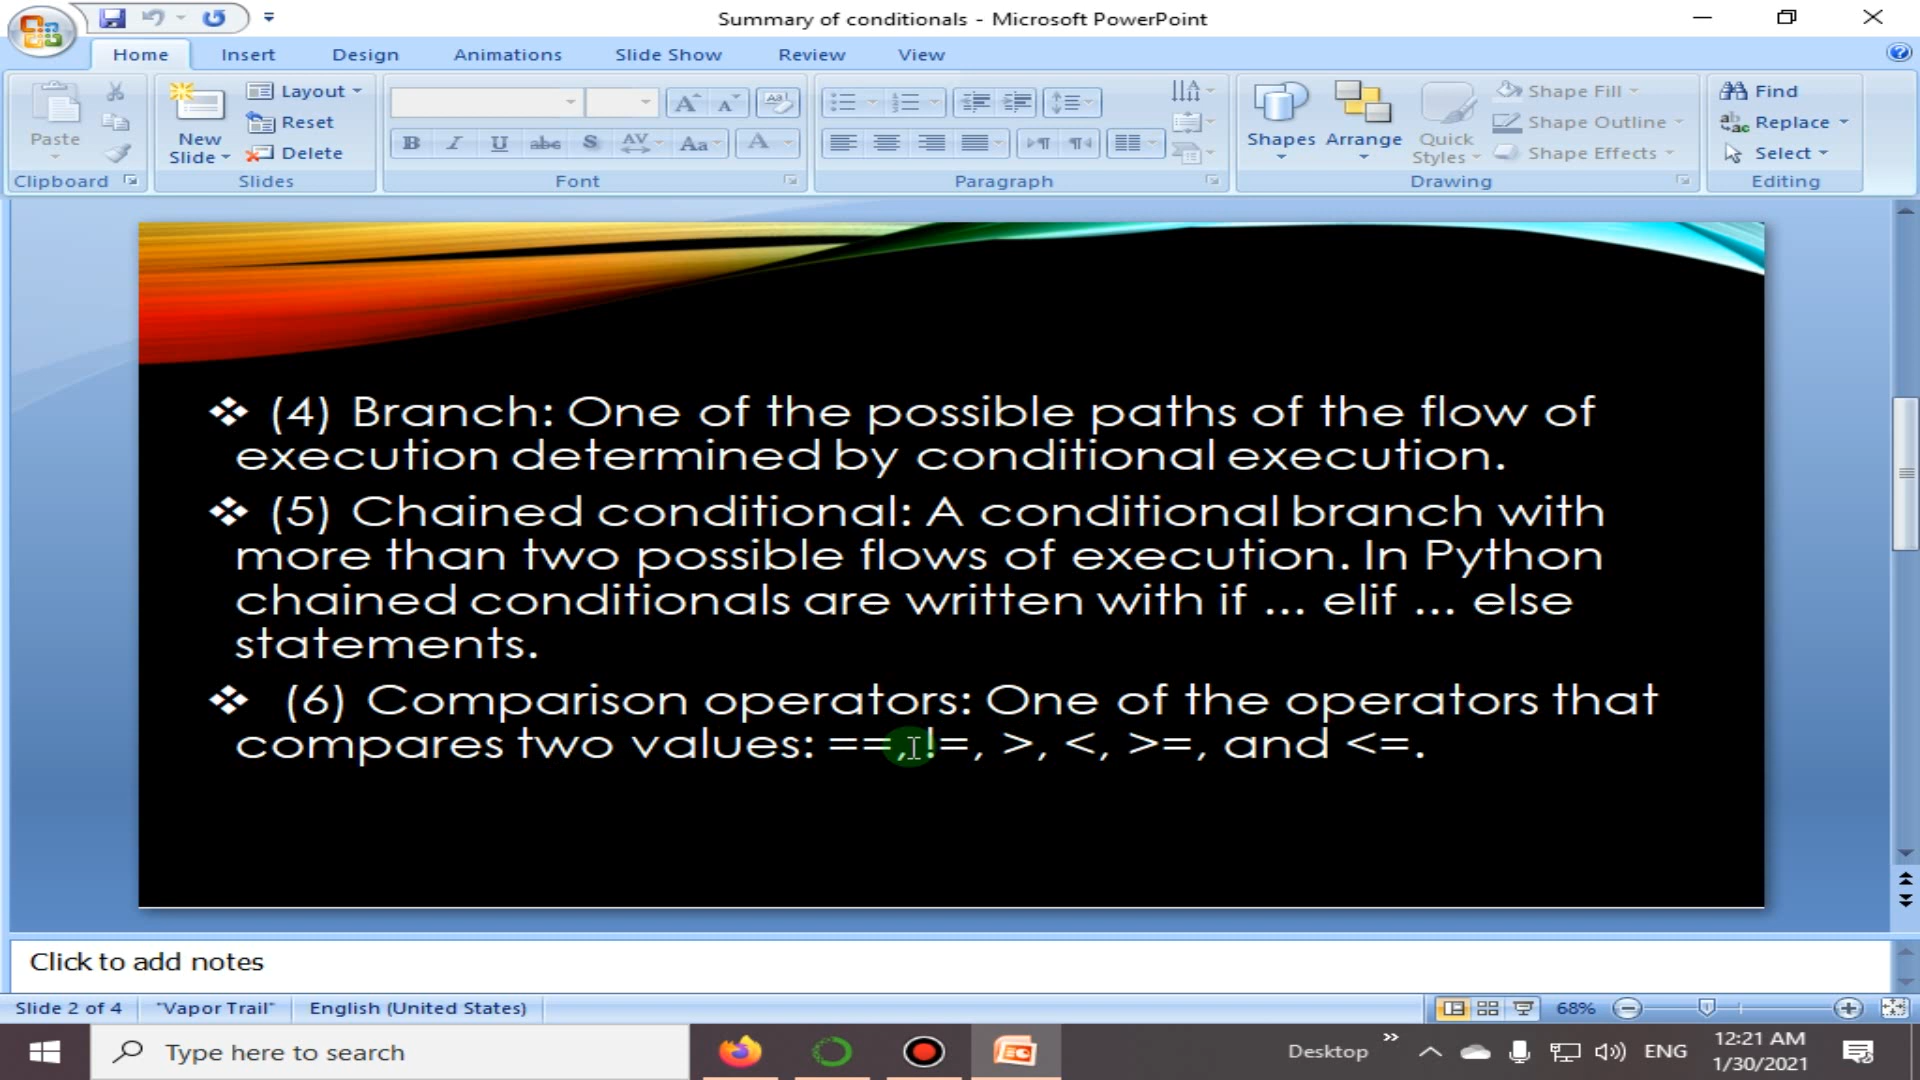 Summary of conditionals - Microsoft PowerPoint
Home Insert Design Animations Slide Show Review View
Paste
Clipboard
New Slide
Layout
Reset
Delete
Slides
B I U abc S AV Aa A
Font
Paragraph
Shapes
Arrange
Quick Styles
Shape Fill
Shape Outline
Shape Effects
Drawing
Find
Replace
Select
Editing
❖ (4) Branch: One of the possible paths of the flow of
execution determined by conditional execution.
❖ (5) Chained conditional: A conditional branch with
more than two possible flows of execution. In Python
chained conditionals are written with if ... elif ... else
statements.
❖ (6) Comparison operators: One of the operators that
compares two values: ==, !=, >, <, >=, and <=.
Click to add notes
Slide 2 of 4 "Vapor Trail" English (United States) 68%
Type here to search
Desktop
ENG
12:21 AM
1/30/2021